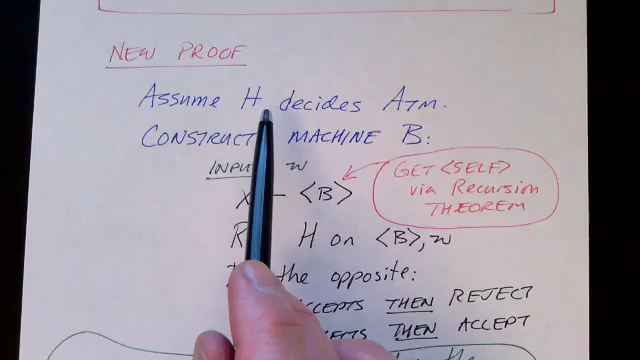 NEW PROOF
Assume H decides ATM.
CONSTRUCT MACHINE B:
INPUT w
X ← <B>
GET <SELF>
via Recursion
THEOREM
H on <B>, w
the opposite:
ACCEPTS THEN REJECT
THEN ACCEPT